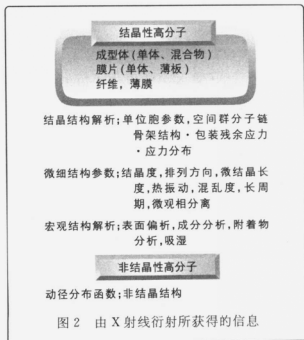 结晶性高分子
成型体(单体、混合物)
膜片(单体、薄板)
纤维，薄膜
结晶结构解析;单位胞参数,空间群分子链
骨架结构·包装残余应力
·应力分布
微细结构参数;结晶度,排列方向,微结晶长
度,热振动,混乱度,长周
期,微观相分离
宏观结构解析;表面偏析,成分分析,附着物
分析,吸湿
非结晶性高分子
动径分布函数;非结晶结构
图 2 由 X 射线衍射所获得的信息